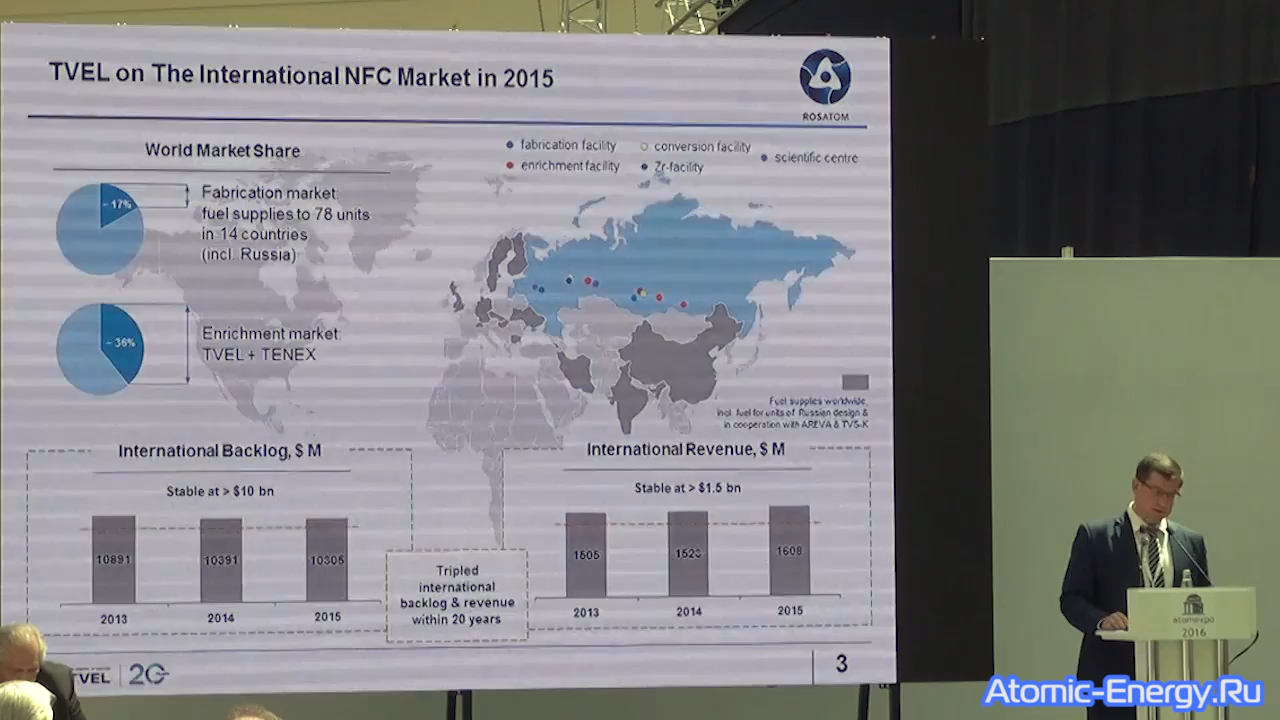 TVEL on The International NFC Market in 2015
ROSATOM
World Market Share
fabrication facility
conversion facility
scientific centre
enrichment facility
Zr-facility
~ 17%
Fabrication market:
fuel supplies to 78 units
in 14 countries
(incl. Russia)
~ 36%
Enrichment market:
TVEL + TENEX
Fuel supplies worldwide,
incl. fuel for units of Russian design &
in cooperation with AREVA & TVS-K
International Backlog, $ M
Stable at > $10 bn
10891
10391
10305
2013
2014
2015
Tripled
international
backlog & revenue
within 20 years
International Revenue, $ M
Stable at > $1.5 bn
1505
1523
1608
2013
2014
2015
TVEL
20
3
atomexpo
2016
Atomic-Energy.Ru